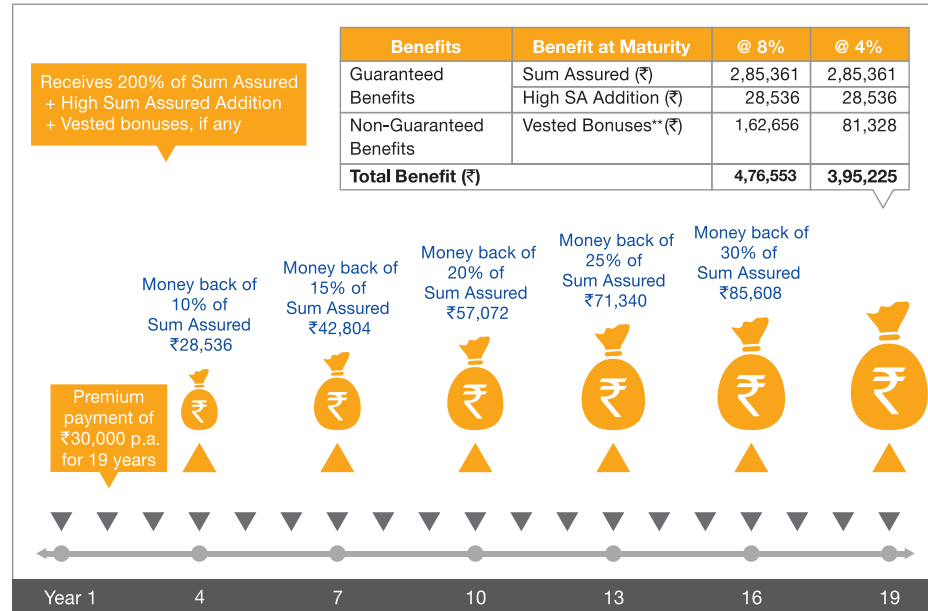 Benefits Benefit at Maturity @ 8% @ 4%
Guaranteed Benefits Sum Assured (₹) 2,85,361 2,85,361
High SA Addition (₹) 28,536 28,536
Non-Guaranteed Benefits Vested Bonuses**(₹) 1,62,656 81,328
Total Benefit (₹) 4,76,553 3,95,225
Receives 200% of Sum Assured
+ High Sum Assured Addition
+ Vested bonuses, if any
Money back of
10% of
Sum Assured
₹28,536
Money back of
15% of
Sum Assured
₹42,804
Money back of
20% of
Sum Assured
₹57,072
Money back of
25% of
Sum Assured
₹71,340
Money back of
30% of
Sum Assured
₹85,608
Premium
payment of
₹30,000 p.a.
for 19 years
₹ ₹ ₹ ₹ ₹ ₹
Year 1 4 7 10 13 16 19